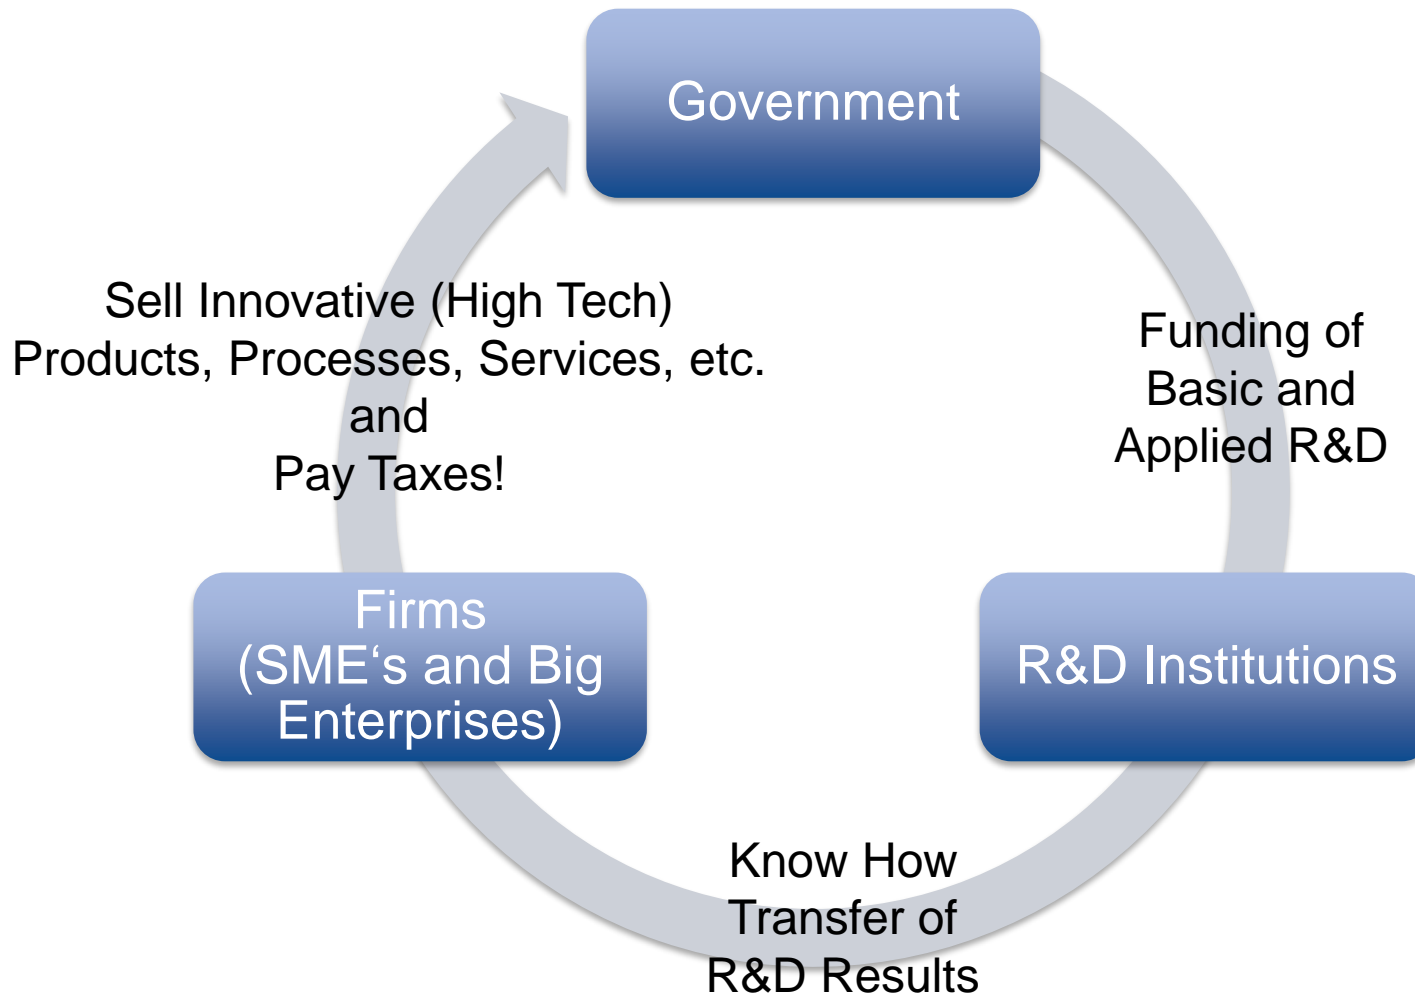 Government
Sell Innovative (High Tech)
Products, Processes, Services, etc.
and
Pay Taxes!
Funding of
Basic and
Applied R&D
Firms
(SME‘s and Big
Enterprises)
R&D Institutions
Know How
Transfer of
R&D Results